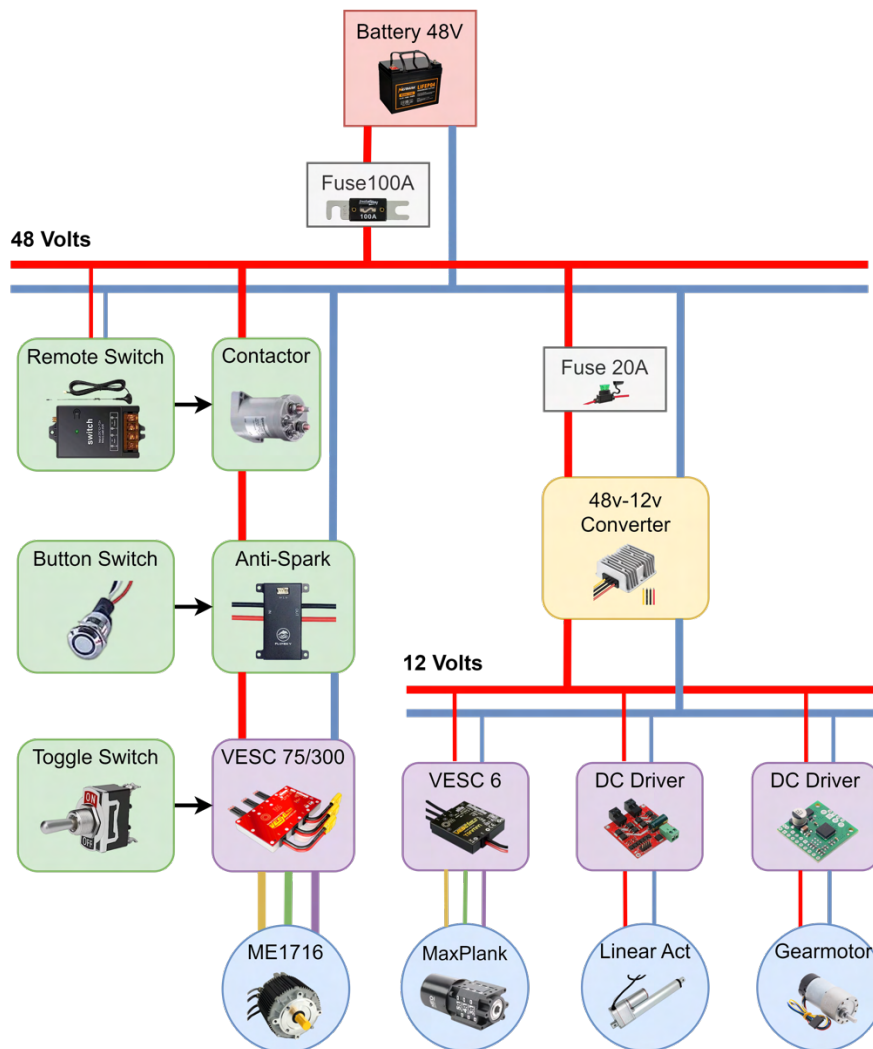 Battery 48V
LIFEPO4
Fuse100A
100A
48 Volts
Remote Switch
Contactor
Fuse 20A
switch
48v-12v
Converter
Button Switch
Anti-Spark
12 Volts
Toggle Switch
VESC 75/300
VESC 6
DC Driver
DC Driver
ON
OFF
ME1716
MaxPlank
Linear Act
Gearmotor